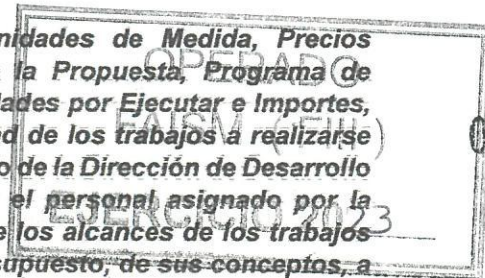 nidades de Medida, Precios
la Propuesta, Programa de
OPERADO
dades por Ejecutar e Importes,
d de los trabajos a realizarse
FAISM (FIII)
o de la Dirección de Desarrollo
el personal asignado por la
EJERCICIO 2023
e los alcances de los trabajos
supuesto, de sus conceptos, a